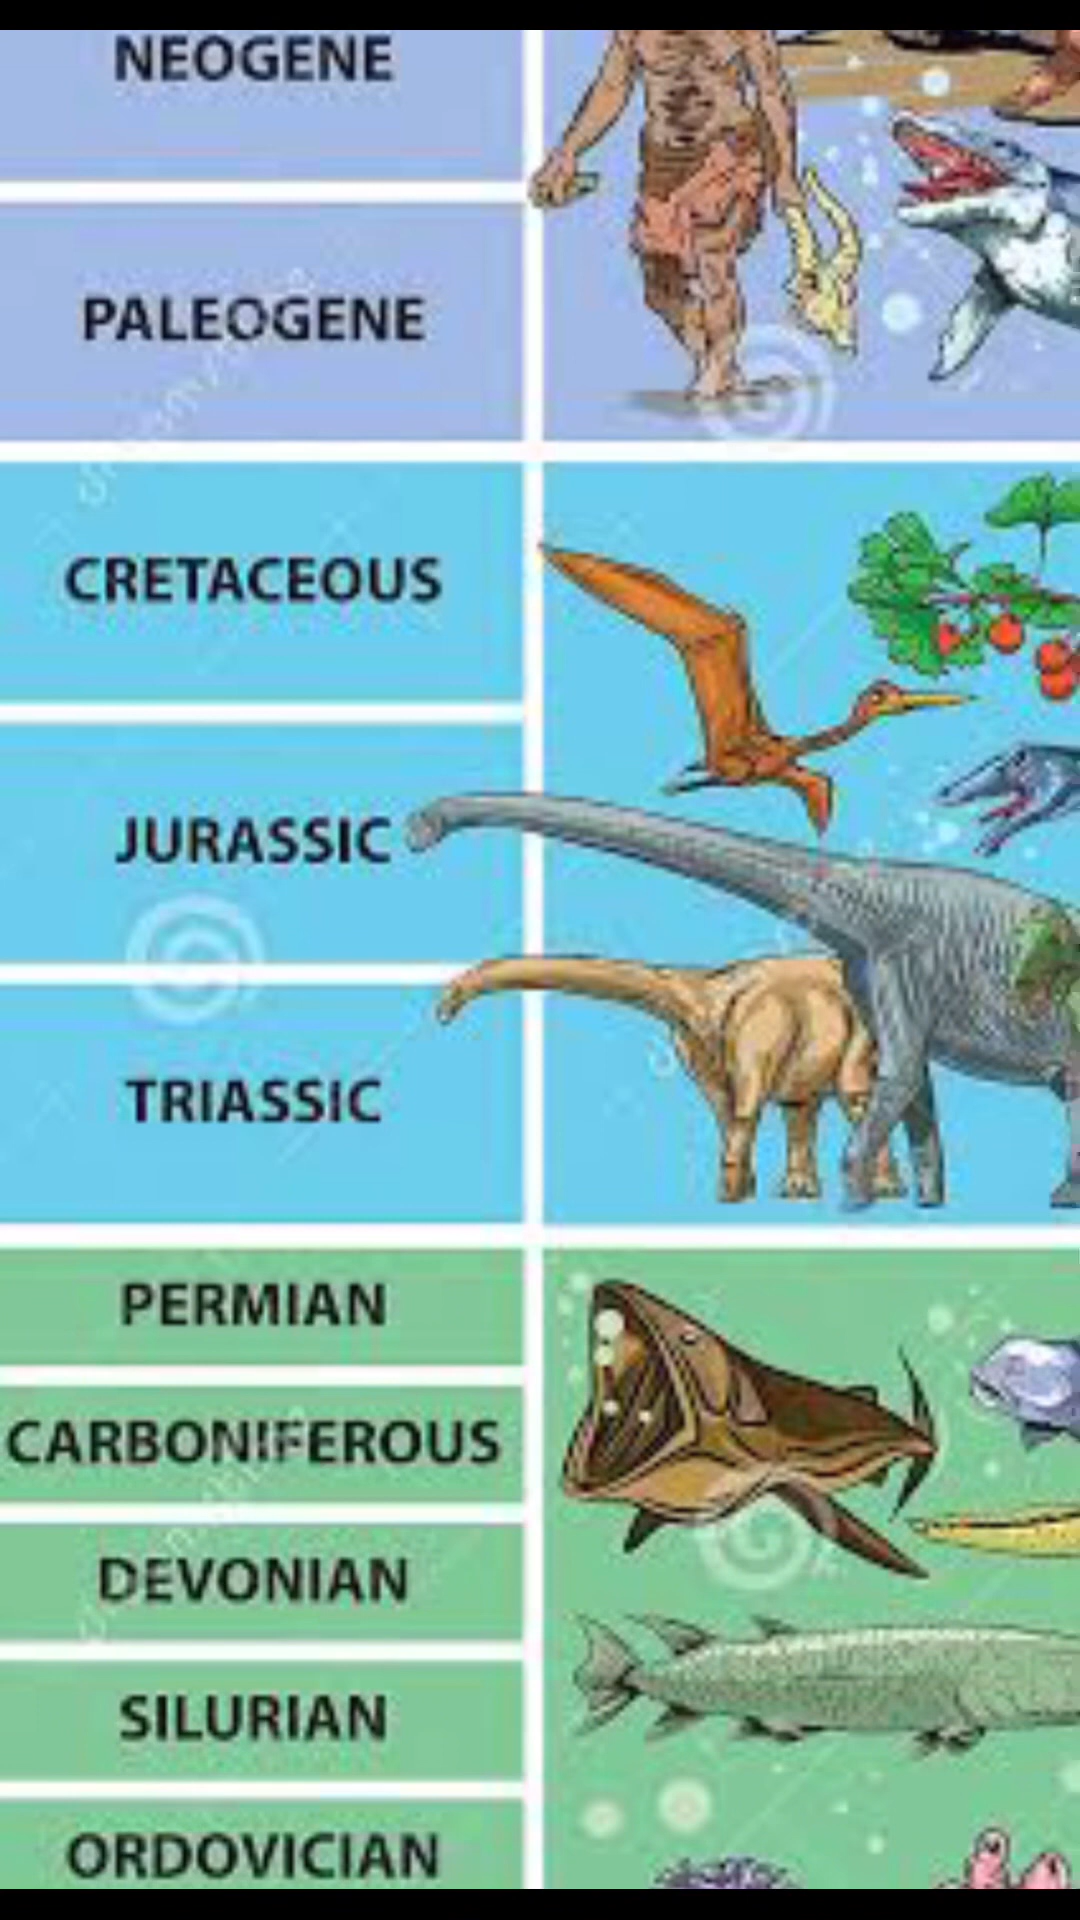 NEOGENE
PALEOGENE
CRETACEOUS
JURASSIC
TRIASSIC
PERMIAN
CARBONIFEROUS
DEVONIAN
SILURIAN
ORDOVICIAN